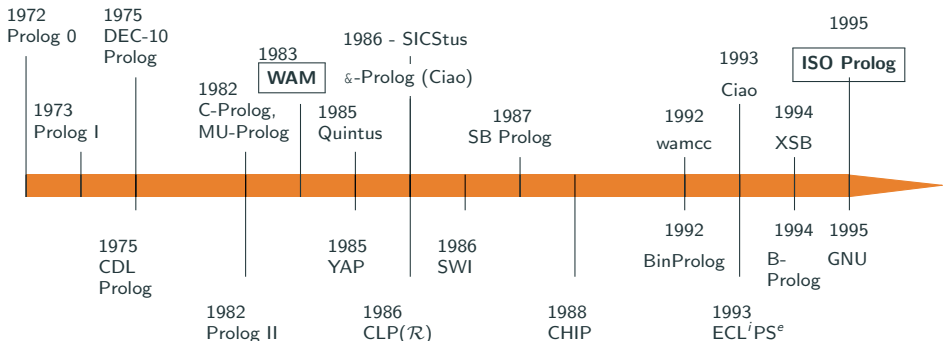 1972
Prolog 0
1973
Prolog I
1975
DEC-10
Prolog
1982
C-Prolog,
MU-Prolog
1983
WAM
1985
Quintus
1986 - SICStus
&-Prolog (Ciao)
1987
SB Prolog
1992
wamcc
1993
Ciao
1994
XSB
1995
ISO Prolog
1975
CDL
Prolog
1982
Prolog II
1985
YAP
1986
CLP(ℛ)
1986
SWI
1988
CHIP
1992
BinProlog
1993
ECLⁱPSᵉ
1994
B-
Prolog
1995
GNU